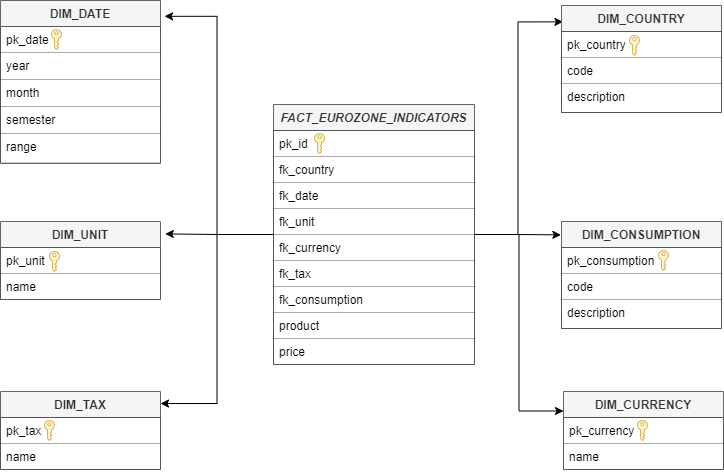 DIM_DATE
pk_date
year
month
semester
range
DIM_UNIT
pk_unit
name
DIM_TAX
pk_tax
name
FACT_EUROZONE_INDICATORS
pk_id
fk_country
fk_date
fk_unit
fk_currency
fk_tax
fk_consumption
product
price
DIM_COUNTRY
pk_country
code
description
DIM_CONSUMPTION
pk_consumption
code
description
DIM_CURRENCY
pk_currency
name